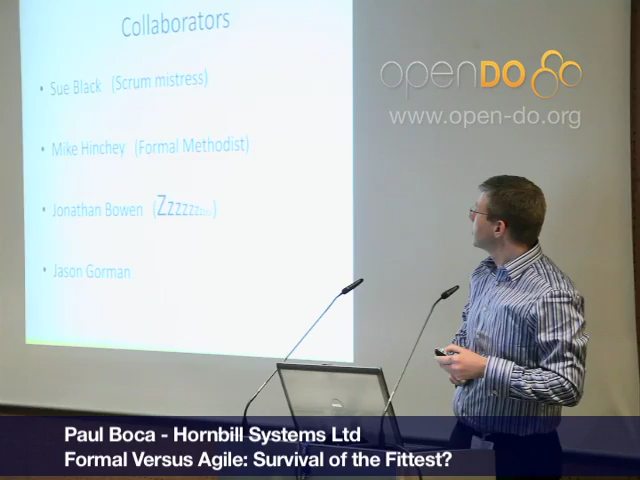 Collaborators
• Sue Black (Scrum mistress)
• Mike Hinchey (Formal Methodist)
• Jonathan Bowen (Zzzzzzzz...)
• Jason Gorman
openDO
www.open-do.org
Paul Boca - Hornbill Systems Ltd
Formal Versus Agile: Survival of the Fittest?